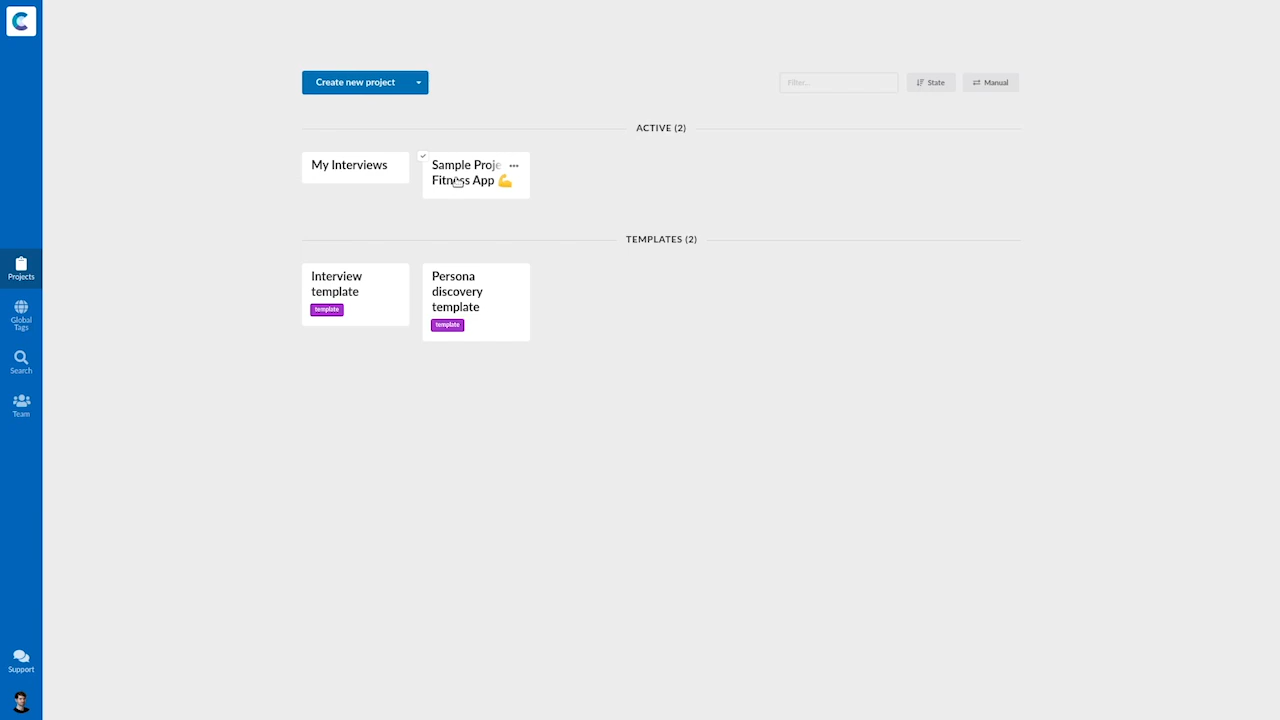 Create new project
Filter...
State
Manual
ACTIVE (2)
My Interviews
Sample Proje
Fitness App 💪
TEMPLATES (2)
Interview
template
template
Persona
discovery
template
template
Projects
Global
Tags
Search
Team
Support